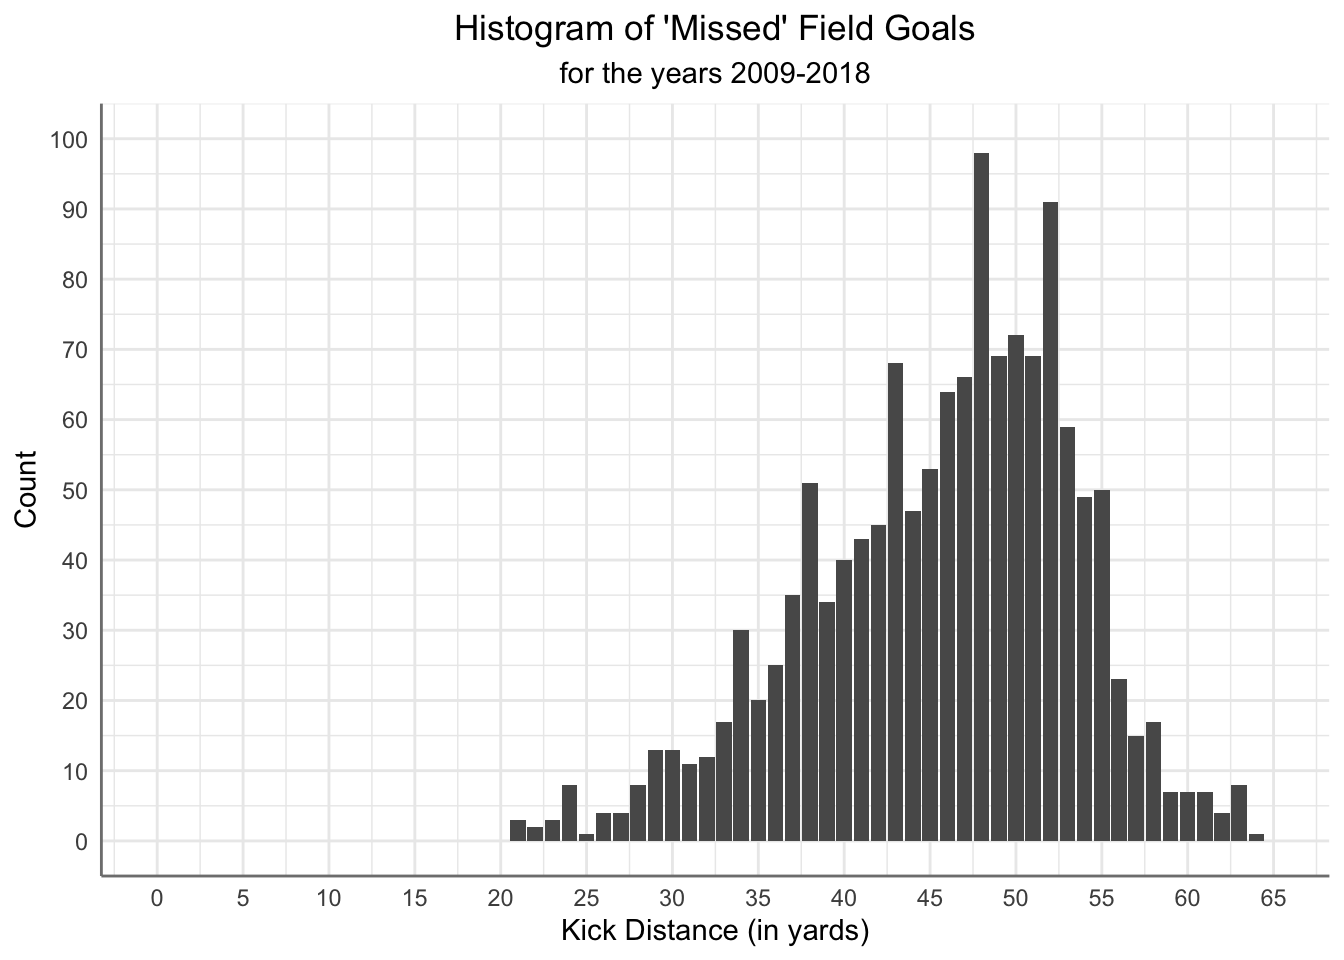 Histogram of 'Missed' Field Goals
for the years 2009-2018
Count
100
90
80
70
60
50
40
30
20
10
0
0 5 10 15 20 25 30 35 40 45 50 55 60 65
Kick Distance (in yards)